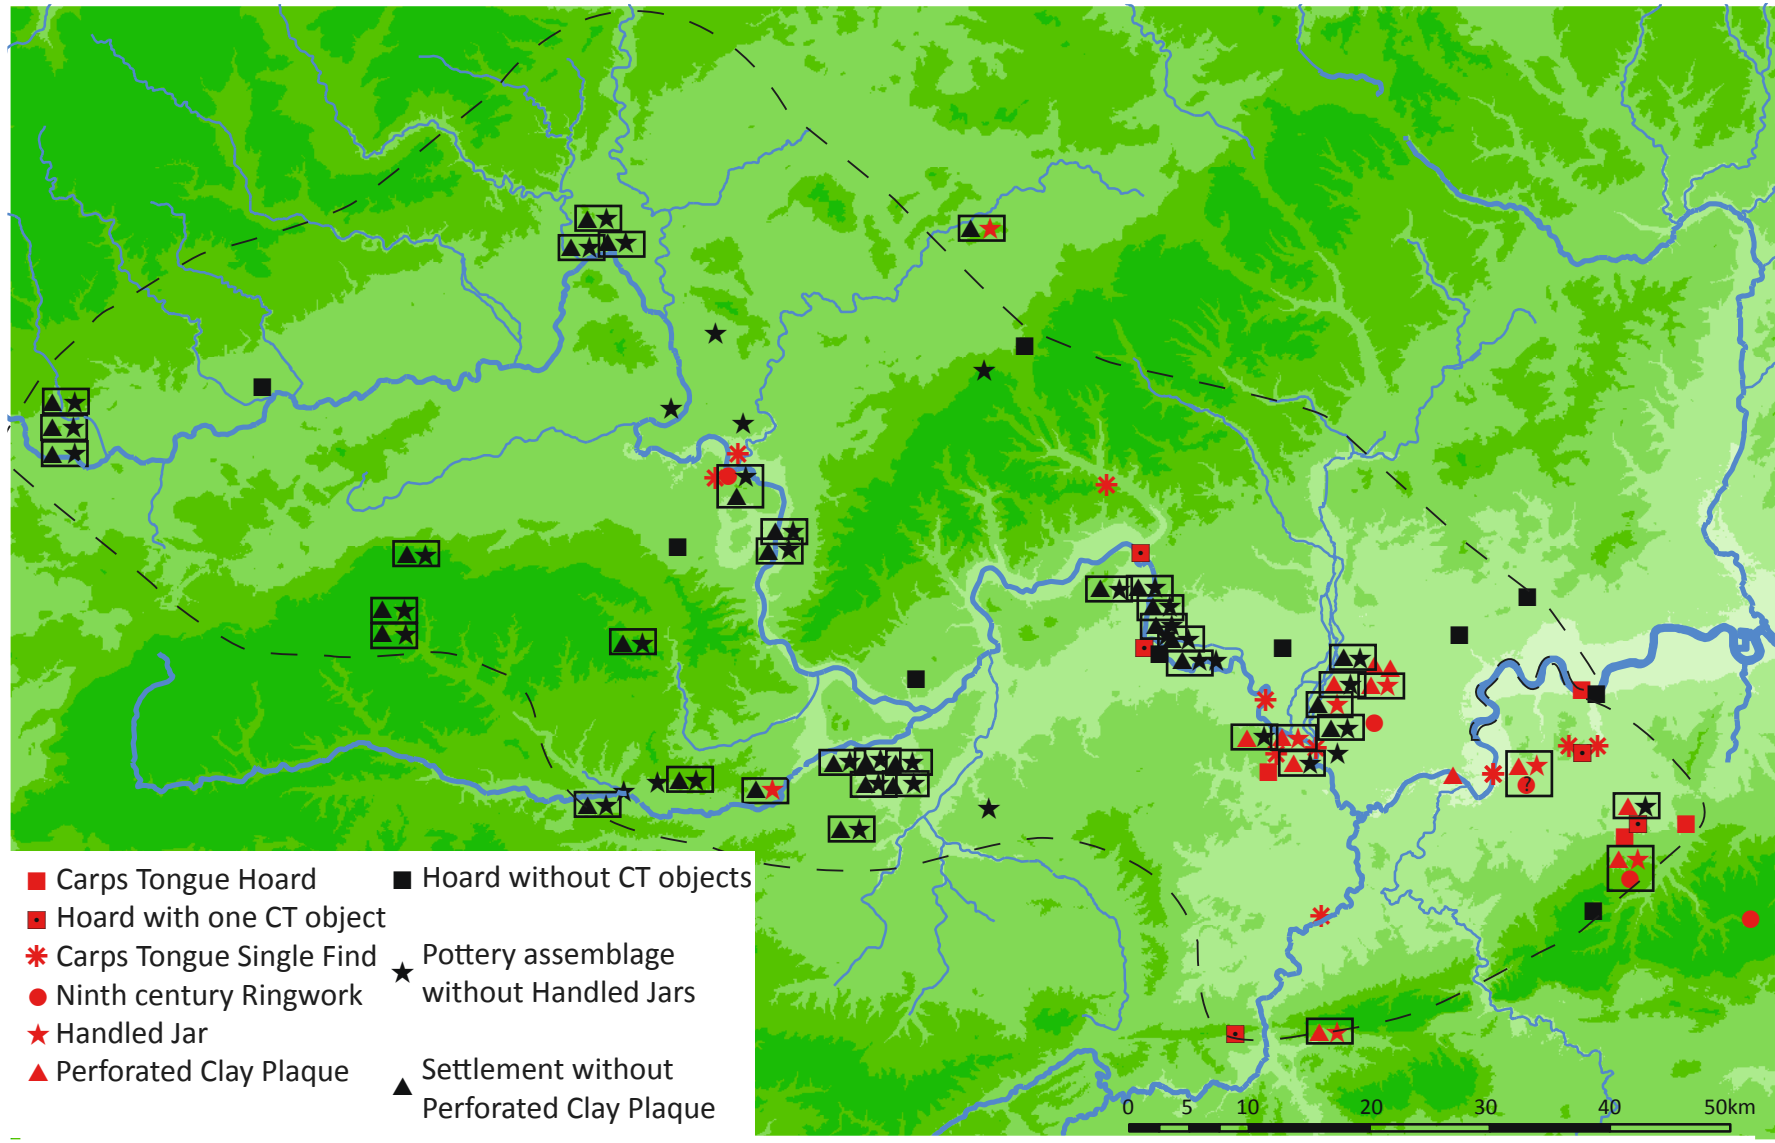 Carps Tongue Hoard
Hoard with one CT object
Carps Tongue Single Find
Ninth century Ringwork
Handled Jar
Perforated Clay Plaque
Hoard without CT objects
Pottery assemblage
without Handled Jars
Settlement without
Perforated Clay Plaque
?
0 5 10 20 30 40 50km